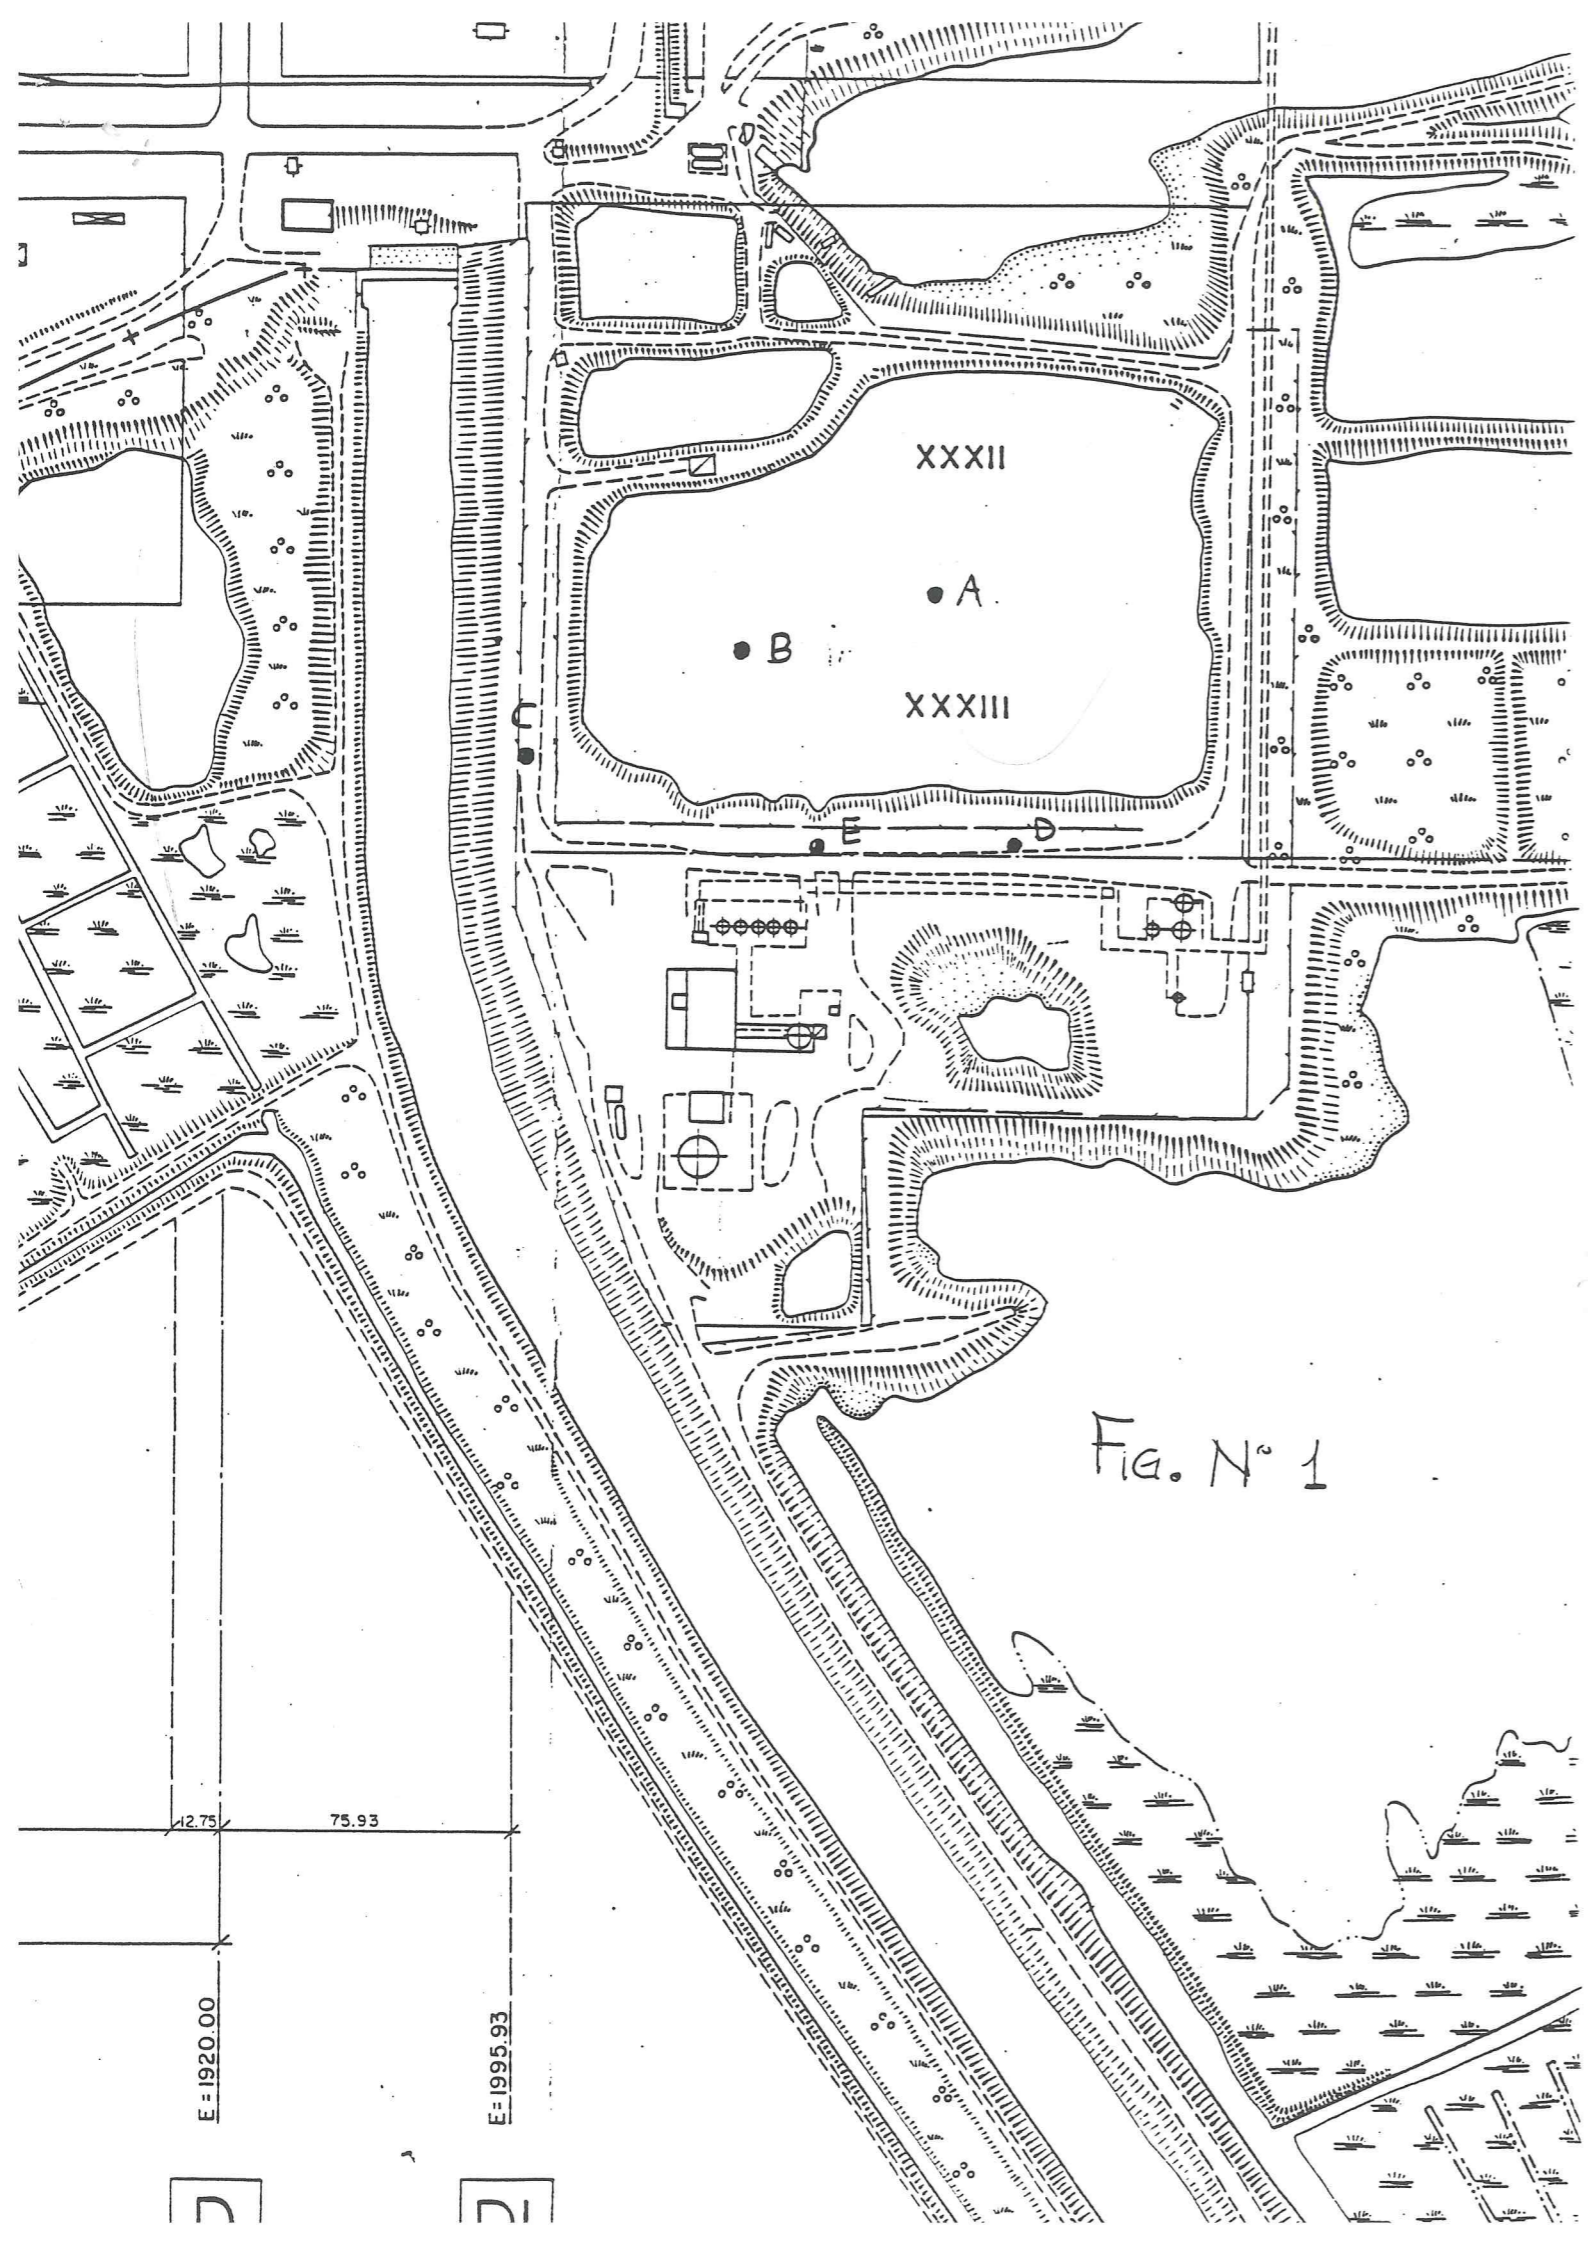 XXXII
A
B
XXXIII
C
E
D
FIG. N° 1
12.75
75.93
E=1920.00
E=1995.93